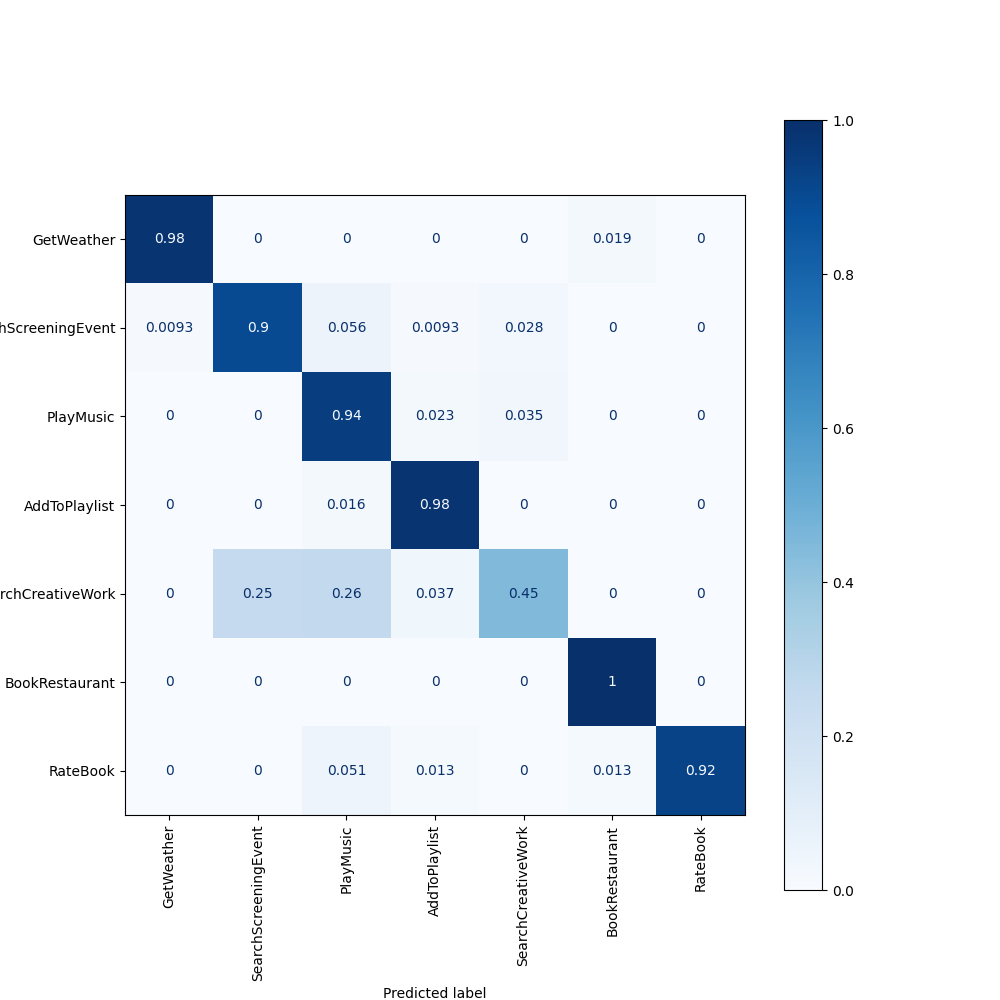 1.0
GetWeather 0.98 0 0 0 0 0.019 0
0.8
hScreeningEvent 0.0093 0.9 0.056 0.0093 0.028 0 0
PlayMusic 0 0 0.94 0.023 0.035 0 0
0.6
AddToPlaylist 0 0 0.016 0.98 0 0 0
rchCreativeWork 0 0.25 0.26 0.037 0.45 0 0
0.4
BookRestaurant 0 0 0 0 0 1 0
0.2
RateBook 0 0 0.051 0.013 0 0.013 0.92
0.0
GetWeather
SearchScreeningEvent
PlayMusic
AddToPlaylist
SearchCreativeWork
BookRestaurant
RateBook
Predicted label